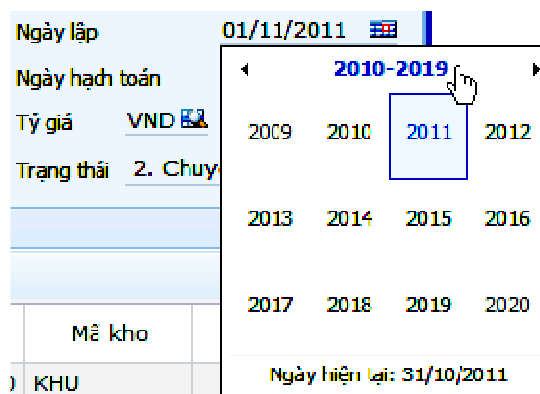 Ngày lập 01/11/2011
Ngày hạch toán
Tỷ giá VND
Trạng thái 2. Chuy
2010-2019
2009 2010 2011 2012
2013 2014 2015 2016
2017 2018 2019 2020
Ngày hiện tại: 31/10/2011
Mã kho
KHU